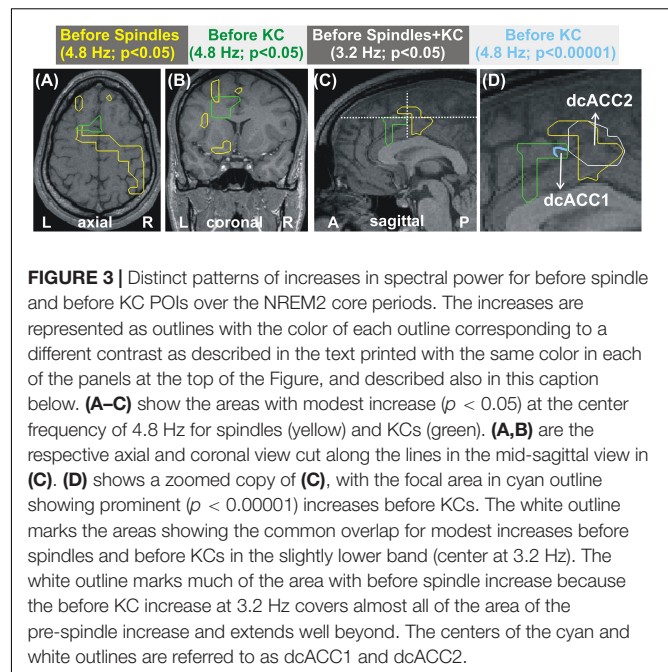 Before Spindles Before KC Before Spindles+KC Before KC
(4.8 Hz; p<0.05) (4.8 Hz; p<0.05) (3.2 Hz; p<0.05) (4.8 Hz; p<0.00001)
(A) (B) (C) (D)
dcACC2
dcACC1
L axial R L coronal R A sagittal P
FIGURE 3 | Distinct patterns of increases in spectral power for before spindle
and before KC POIs over the NREM2 core periods. The increases are
represented as outlines with the color of each outline corresponding to a
different contrast as described in the text printed with the same color in each
of the panels at the top of the Figure, and described also in this caption
below. (A–C) show the areas with modest increase (p < 0.05) at the center
frequency of 4.8 Hz for spindles (yellow) and KCs (green). (A,B) are the
respective axial and coronal view cut along the lines in the mid-sagittal view in
(C). (D) shows a zoomed copy of (C), with the focal area in cyan outline
showing prominent (p < 0.00001) increases before KCs. The white outline
marks the areas showing the common overlap for modest increases before
spindles and before KCs in the slightly lower band (center at 3.2 Hz). The
white outline marks much of the area with before spindle increase because
the before KC increase at 3.2 Hz covers almost all of the area of the
pre-spindle increase and extends well beyond. The centers of the cyan and
white outlines are referred to as dcACC1 and dcACC2.